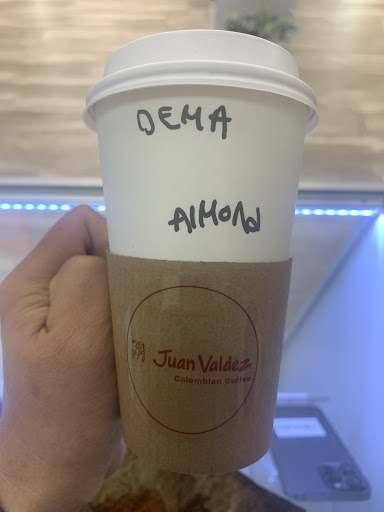 DEMA
AlMond
Juan Valdez
Colombian Coffee